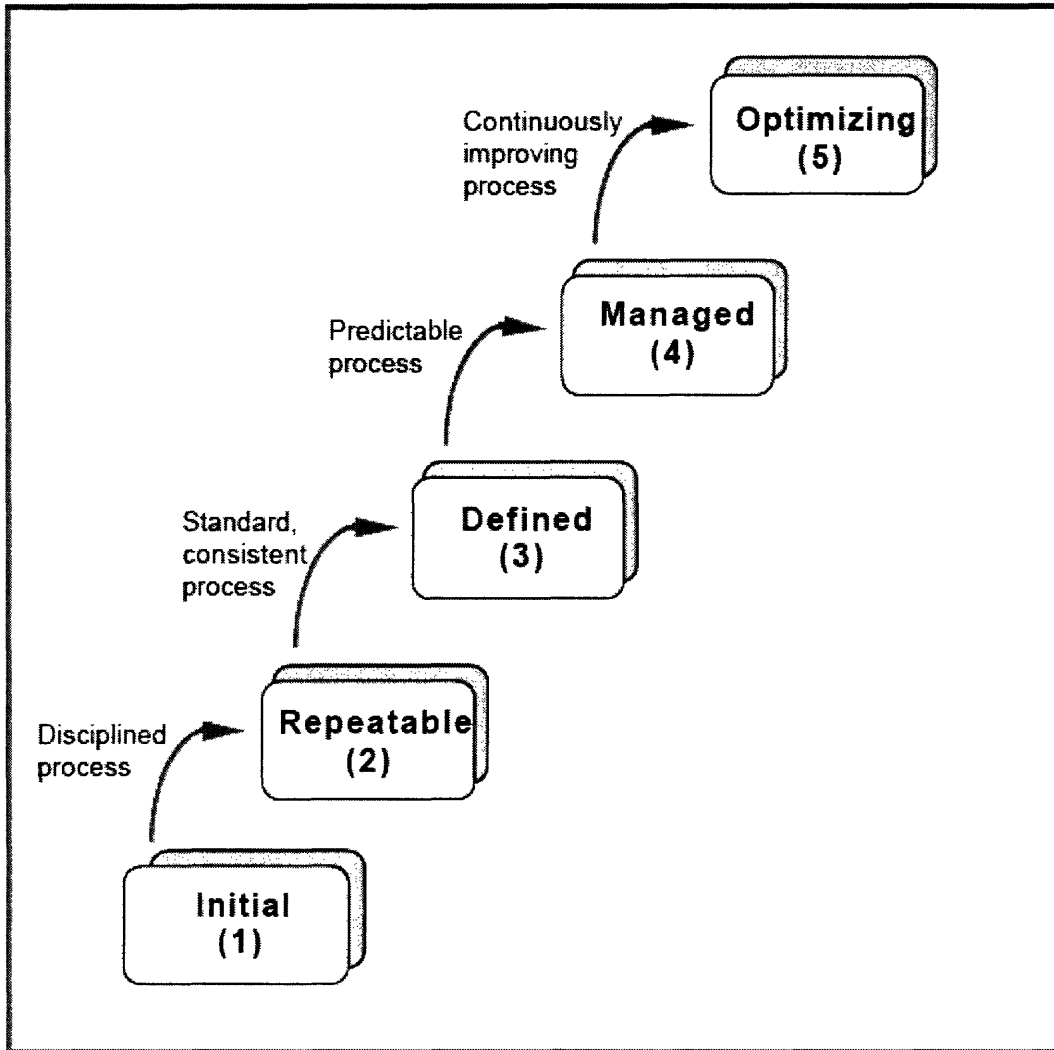 Continuously
improving
process
Optimizing
(5)
Predictable
process
Managed
(4)
Standard,
consistent
process
Defined
(3)
Disciplined
process
Repeatable
(2)
Initial
(1)